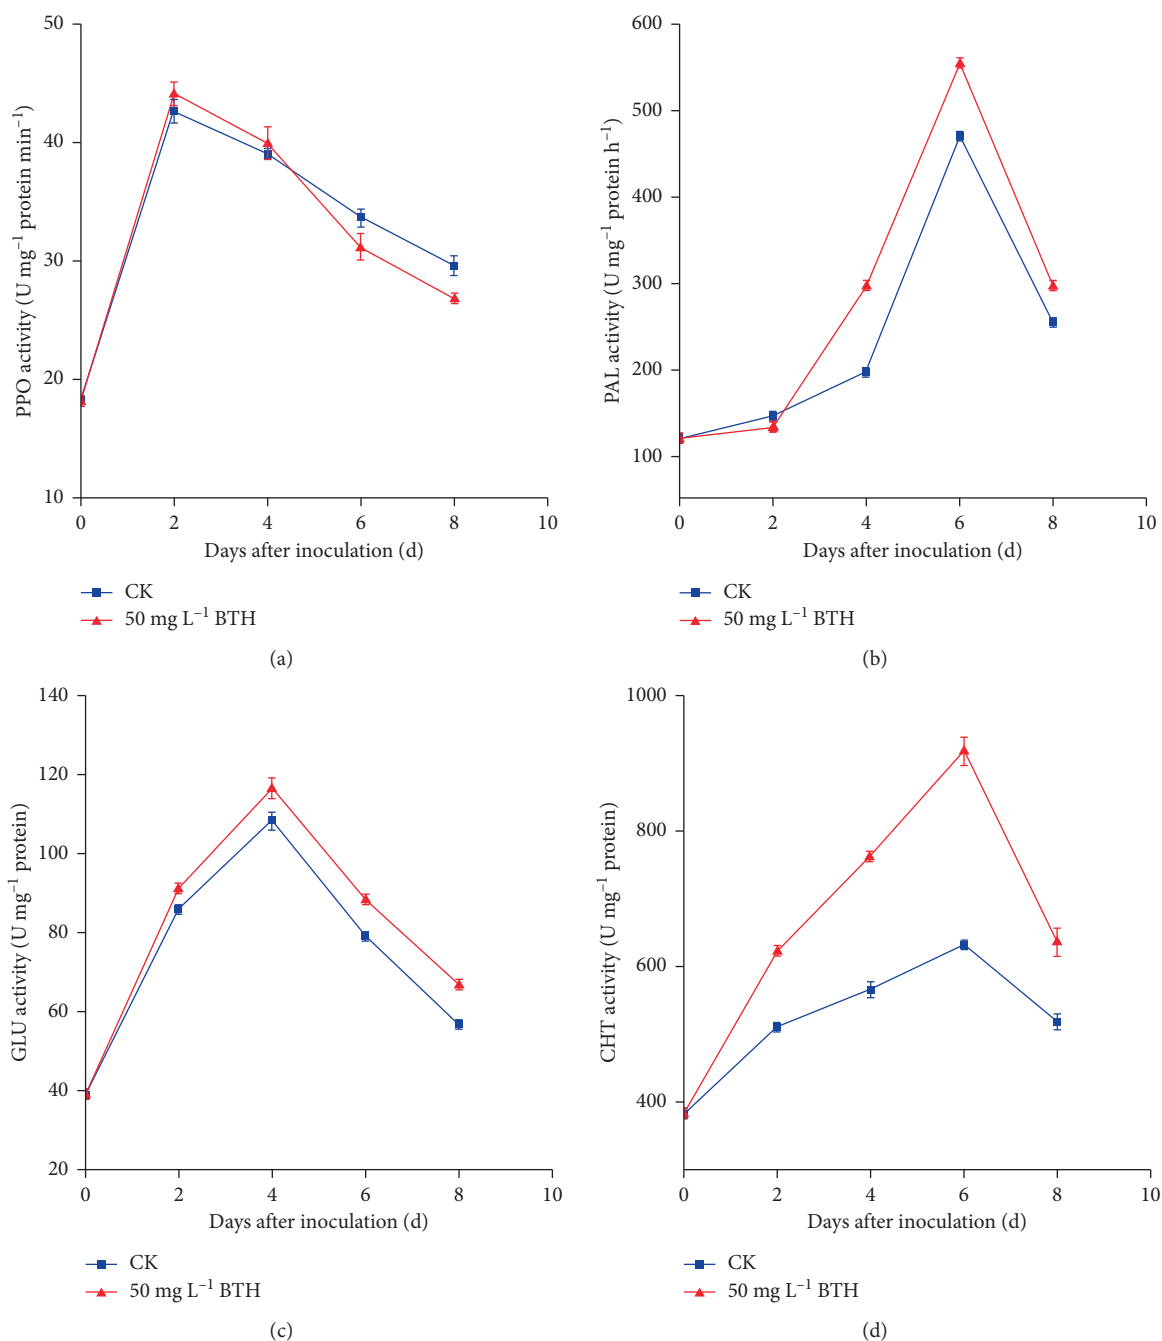 50
40
30
20
10
PPO activity (U mg⁻¹ protein min⁻¹)
0 2 4 6 8 10
Days after inoculation (d)
CK
50 mg L⁻¹ BTH
(a)
600
500
400
300
200
100
PAL activity (U mg⁻¹ protein h⁻¹)
0 2 4 6 8 10
Days after inoculation (d)
CK
50 mg L⁻¹ BTH
(b)
140
120
100
80
60
40
20
GLU activity (U mg⁻¹ protein)
0 2 4 6 8 10
Days after inoculation (d)
CK
50 mg L⁻¹ BTH
(c)
1000
800
600
400
CHT activity (U mg⁻¹ protein)
0 2 4 6 8 10
Days after inoculation (d)
CK
50 mg L⁻¹ BTH
(d)